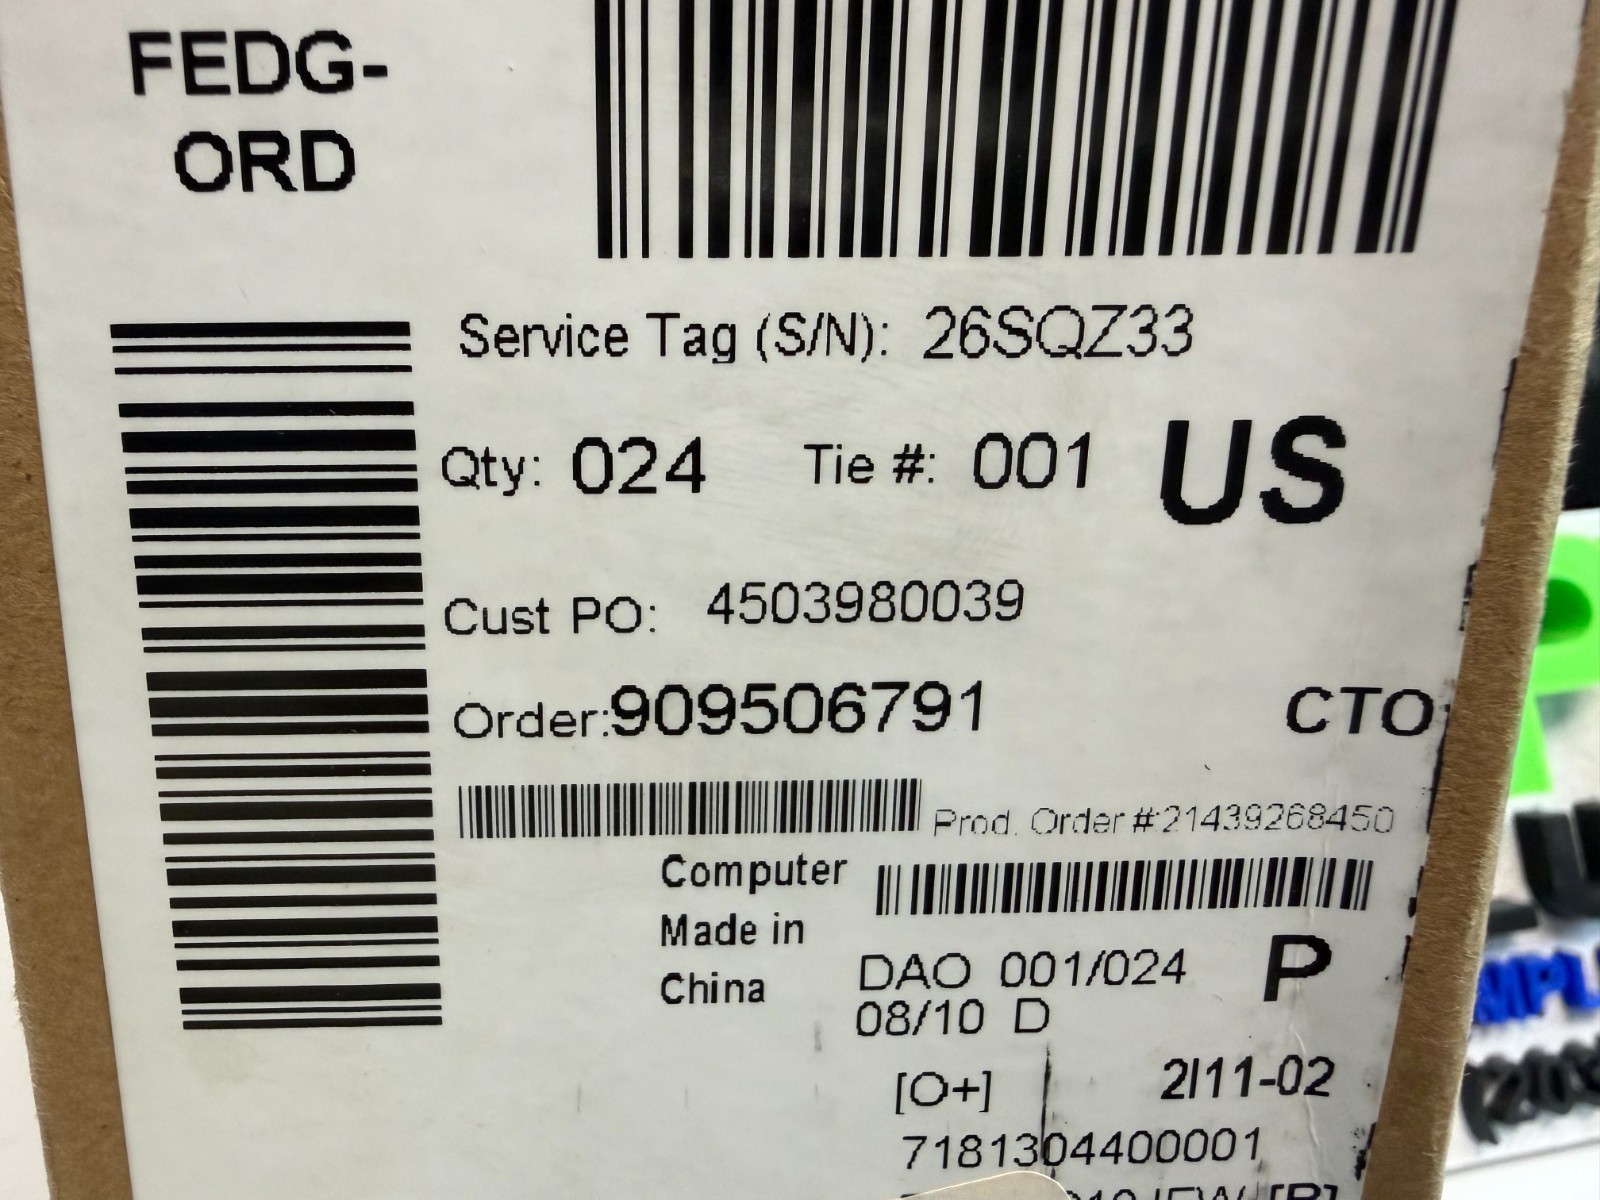 FEDG-
ORD
Service Tag (S/N): 26SQZ33
Qty: 024 Tie #: 001 US
Cust PO: 4503980039
Order:909506791 CTO
Prod. Order #:21439268450
Computer
Made in
China
DAO 001/024 P
08/10 D
[O+] 2I11-02
7181304400001